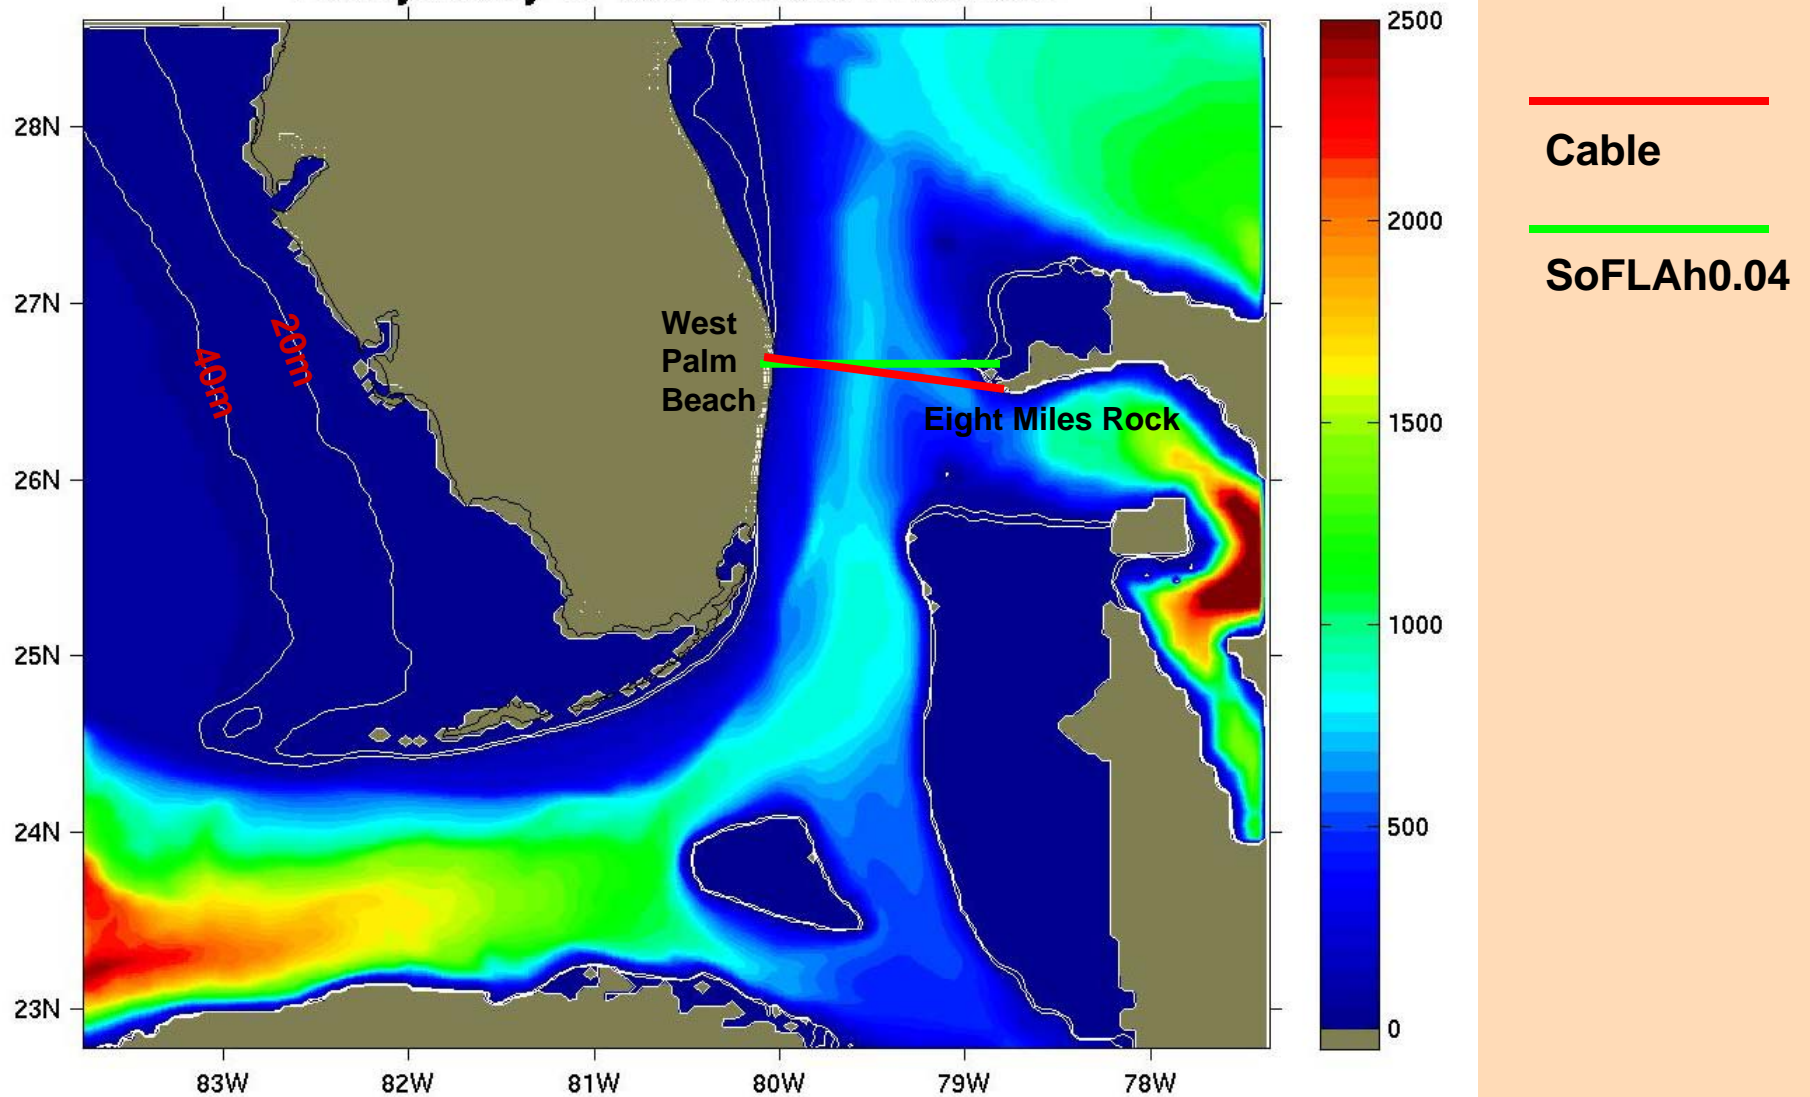 2500
2000
1500
1000
500
0
28N
27N
26N
25N
24N
23N
83W
82W
81W
80W
79W
78W
40m
20m
West
Palm
Beach
Eight Miles Rock
Cable
SoFLAh0.04